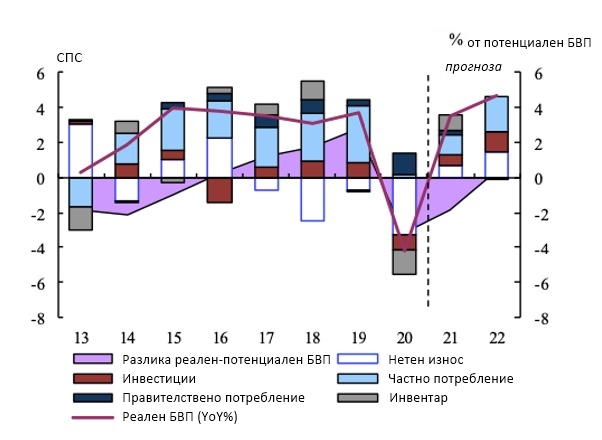 СПС
% от потенциален БВП
прогноза
6 6
4 4
2 2
0 0
-2 -2
-4 -4
-6 -6
-8 -8
13 14 15 16 17 18 19 20 21 22
Разлика реален-потенциален БВП Нетен износ
Инвестиции Частно потребление
Правителствено потребление Инвентар
Реален БВП (YoY%)